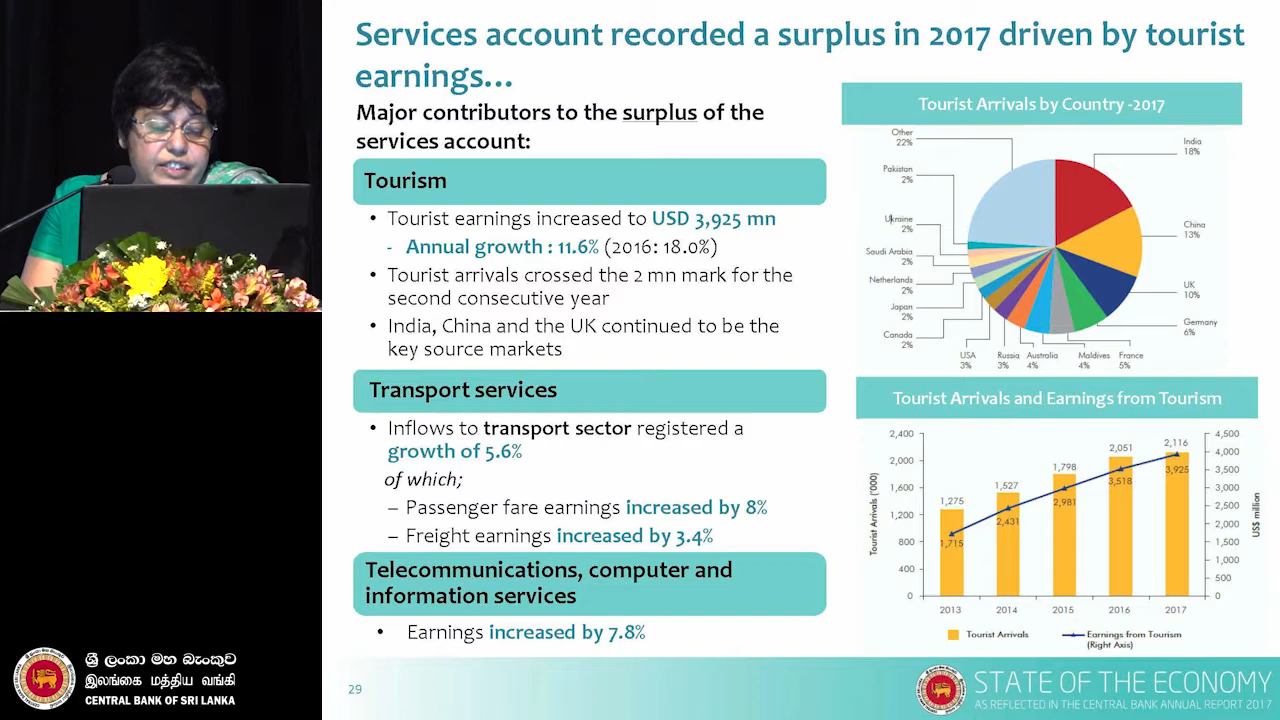 Services account recorded a surplus in 2017 driven by tourist
earnings...
Major contributors to the surplus of the
services account:
Tourism
• Tourist earnings increased to USD 3,925 mn
- Annual growth : 11.6% (2016: 18.0%)
• Tourist arrivals crossed the 2 mn mark for the
second consecutive year
• India, China and the UK continued to be the
key source markets
Transport services
• Inflows to transport sector registered a
growth of 5.6%
of which;
– Passenger fare earnings increased by 8%
– Freight earnings increased by 3.4%
Telecommunications, computer and
information services
• Earnings increased by 7.8%
Tourist Arrivals by Country -2017
Other
22%
India
18%
Pakistan
2%
Ukraine
2%
China
13%
Saudi Arabia
2%
Netherlands
2%
UK
10%
Japan
2%
Germany
6%
Canada
2%
USA
3%
Russia
3%
Australia
4%
Maldives
4%
France
5%
Tourist Arrivals and Earnings from Tourism
Tourist Arrivals ('000)
2,400
2,000
1,600
1,200
800
400
0
1,275
1,527
1,798
2,051
2,116
1,715
2,431
2,981
3,518
3,925
4,500
4,000
3,500
3,000
2,500
2,000
1,500
1,000
500
0
US$ million
2013 2014 2015 2016 2017
Tourist Arrivals
Earnings from Tourism
(Right Axis)
ශ්‍රී ලංකා මහ බැංකුව
இலங்கை மத்திய வங்கி
CENTRAL BANK OF SRI LANKA
29
STATE OF THE ECONOMY
AS REFLECTED IN THE CENTRAL BANK ANNUAL REPORT 2017